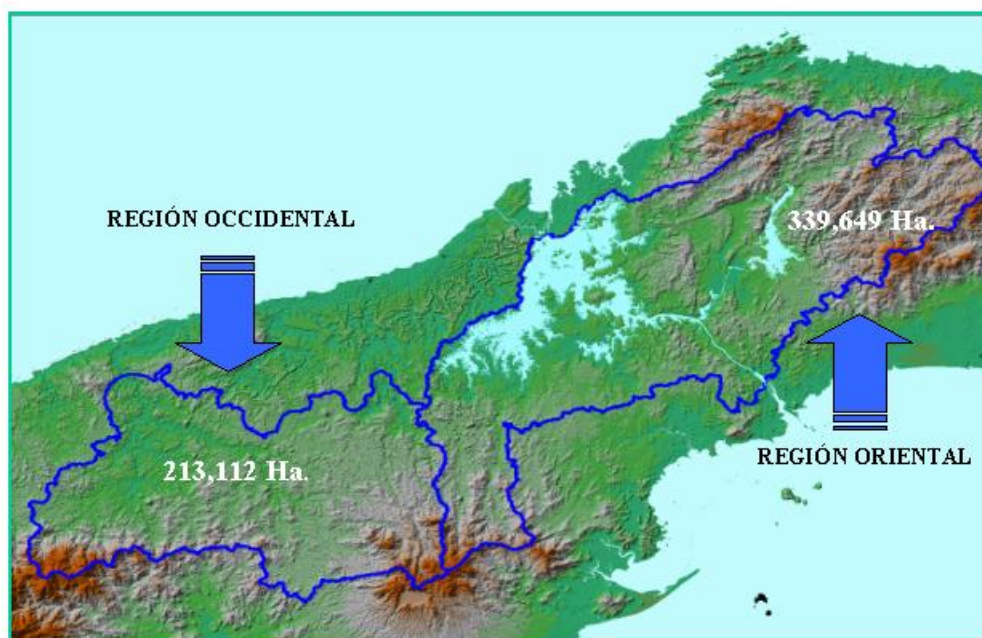 REGIÓN OCCIDENTAL
339,649 Ha.
213,112 Ha.
REGIÓN ORIENTAL